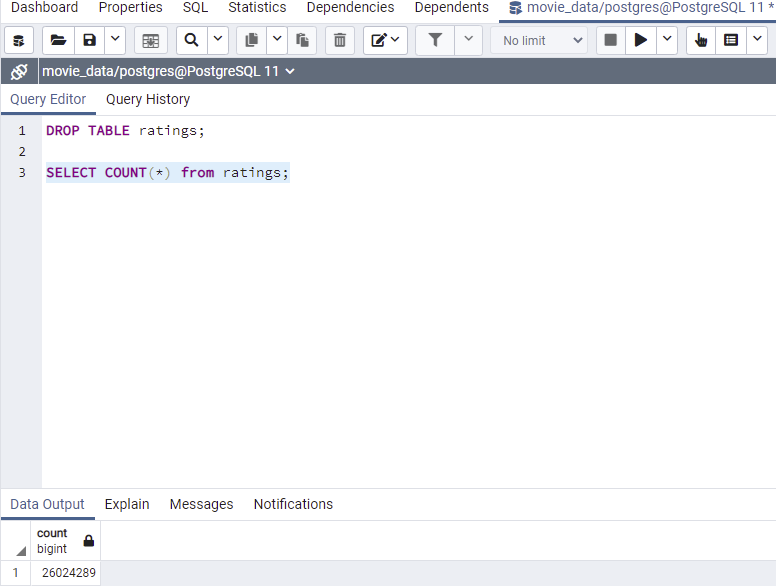 Dashboard Properties SQL Statistics Dependencies Dependents movie_data/postgres@PostgreSQL 11 *
No limit
movie_data/postgres@PostgreSQL 11
Query Editor Query History
1 DROP TABLE ratings;
2
3 SELECT COUNT(*) from ratings;
Data Output Explain Messages Notifications
count
bigint
1 26024289